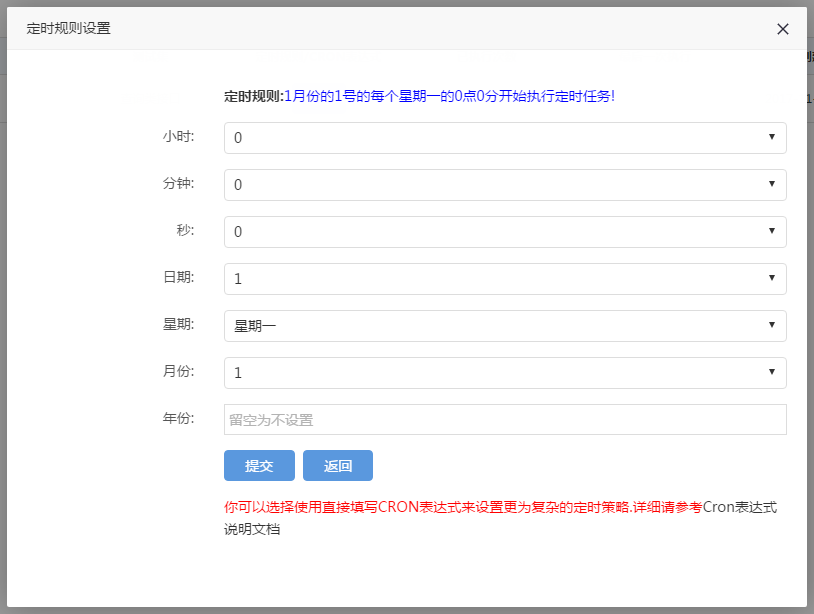 定时规则设置
定时规则:1月份的1号的每个星期一的0点0分开始执行定时任务!
小时: 0
分钟: 0
秒: 0
日期: 1
星期: 星期一
月份: 1
年份: 留空为不设置
提交 返回
你可以选择使用直接填写CRON表达式来设置更为复杂的定时策略.详细请参考Cron表达式
说明文档